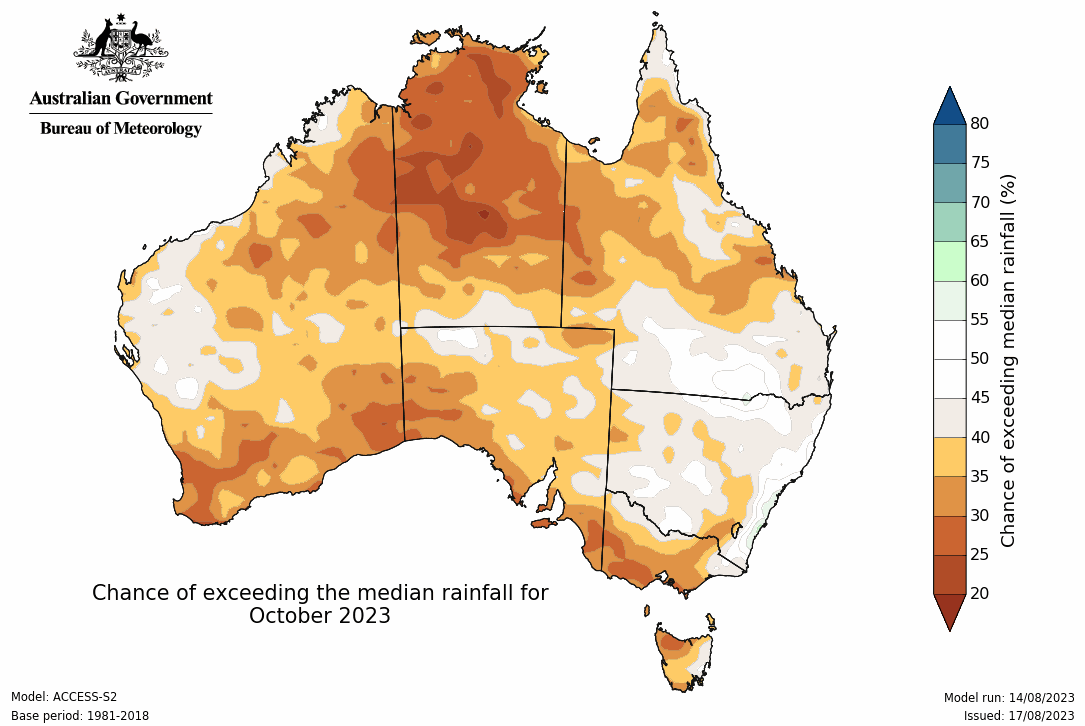 Australian Government
Bureau of Meteorology
80
75
70
65
60
55
50
45
40
35
30
25
20
Chance of exceeding median rainfall (%)
Chance of exceeding the median rainfall for
October 2023
Model: ACCESS-S2
Base period: 1981-2018
Model run: 14/08/2023
Issued: 17/08/2023